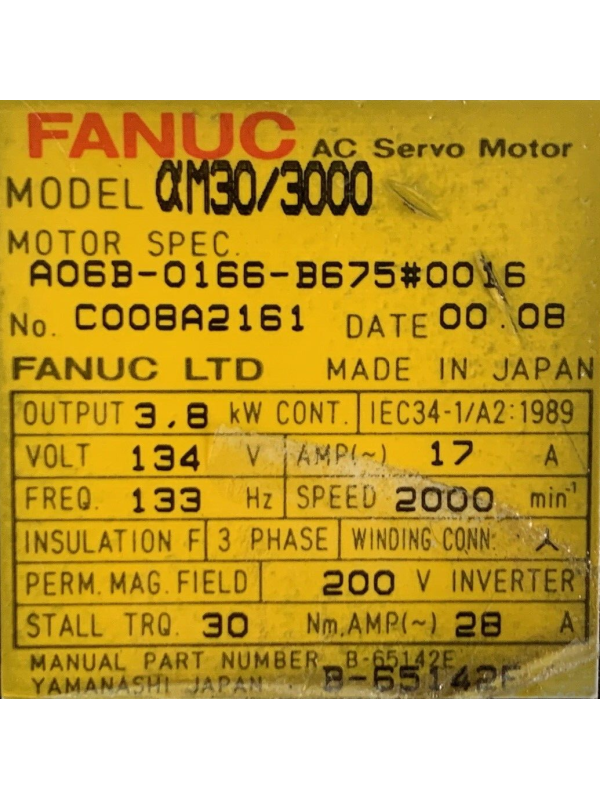 FANUC AC Servo Motor
MODEL αM30/3000
MOTOR SPEC.
A06B-0166-B675#0016
No. C008A2161 DATE 00.08
FANUC LTD MADE IN JAPAN
OUTPUT 3.8 kW CONT. IEC34-1/A2:1989
VOLT 134 V AMP(~) 17 A
FREQ. 133 Hz SPEED 2000 min⁻¹
INSULATION F 3 PHASE WINDING CONN. 人
PERM. MAG. FIELD 200 V INVERTER
STALL TRQ. 30 Nm, AMP(~) 28 A
MANUAL PART NUMBER B-65142E
YAMANASHI JAPAN B-65142E